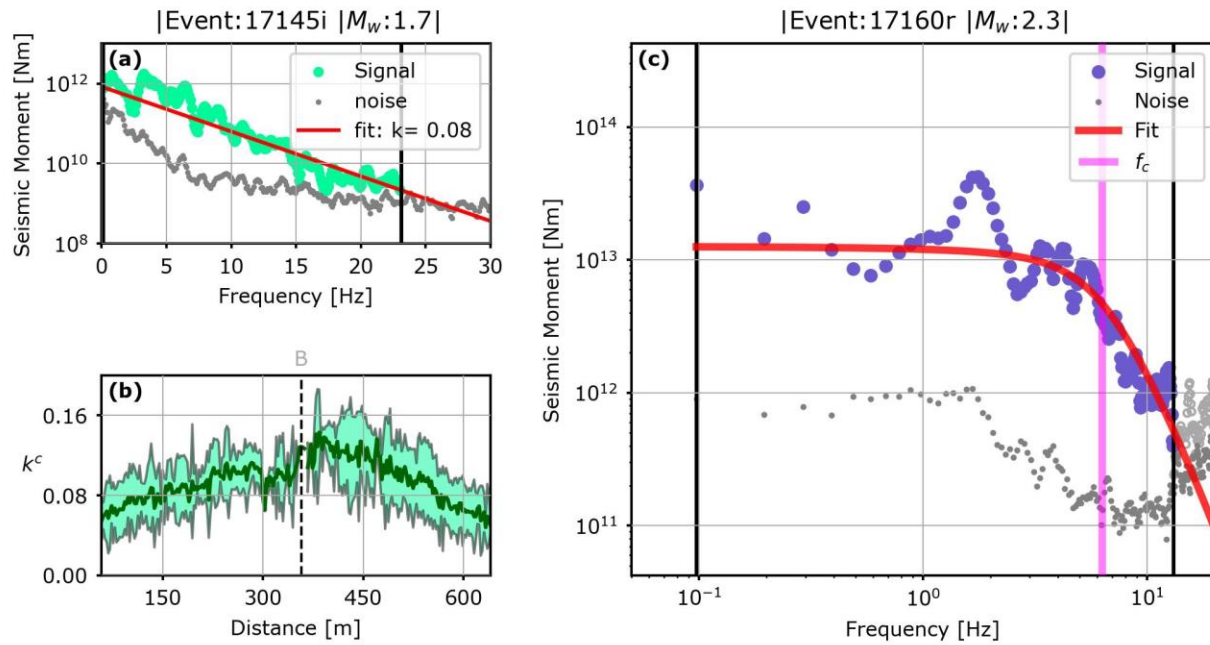 |Event:17145i |M_w:1.7|
(a)
Seismic Moment [Nm]
10^12
10^10
10^8
Signal
noise
fit: k= 0.08
0 5 10 15 20 25 30
Frequency [Hz]
B
(b)
k^c
0.16
0.08
0.00
150 300 450 600
Distance [m]
|Event:17160r |M_w:2.3|
(c)
Seismic Moment [Nm]
10^14
10^13
10^12
10^11
Signal
Noise
Fit
f_c
10^−1 10^0 10^1
Frequency [Hz]